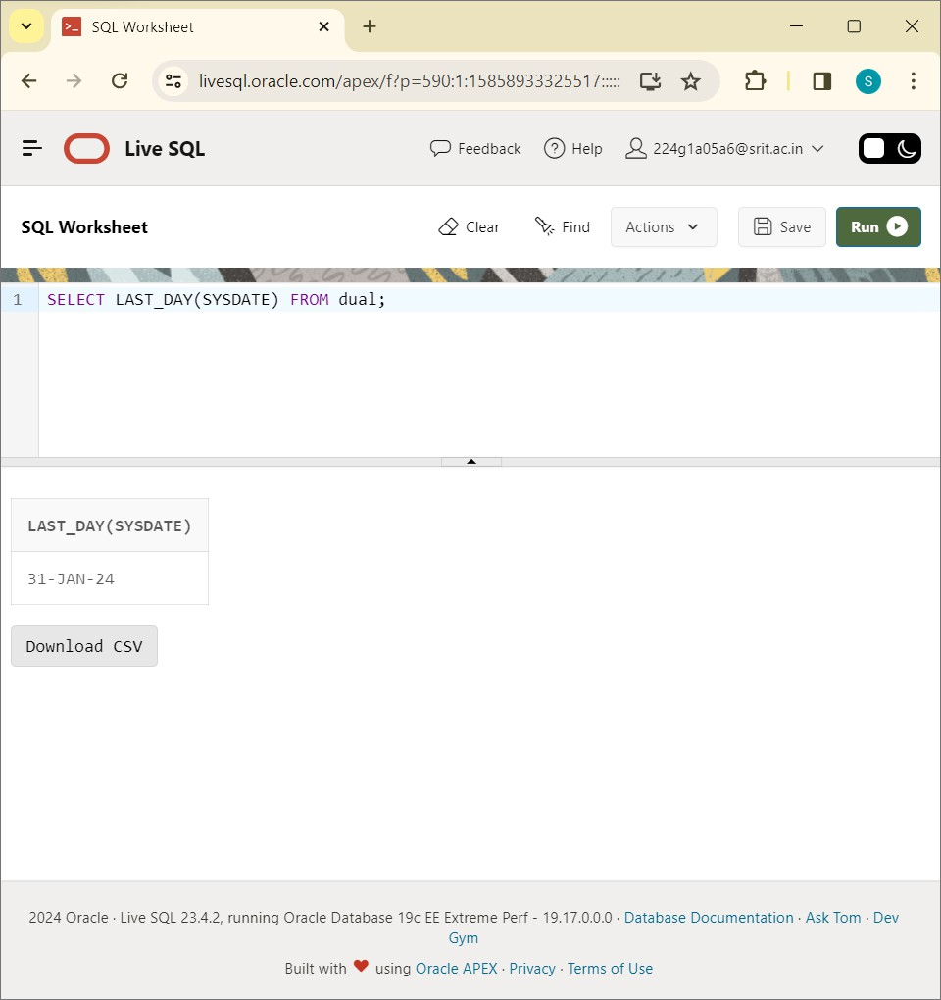 SQL Worksheet
livesql.oracle.com/apex/f?p=590:1:15858933325517:::::
S
Live SQL
Feedback
Help
224g1a05a6@srit.ac.in
SQL Worksheet
Clear
Find
Actions
Save
Run
1 SELECT LAST_DAY(SYSDATE) FROM dual;
LAST_DAY(SYSDATE)
31-JAN-24
Download CSV
2024 Oracle · Live SQL 23.4.2, running Oracle Database 19c EE Extreme Perf - 19.17.0.0.0 · Database Documentation · Ask Tom · Dev
Gym
Built with ❤ using Oracle APEX · Privacy · Terms of Use